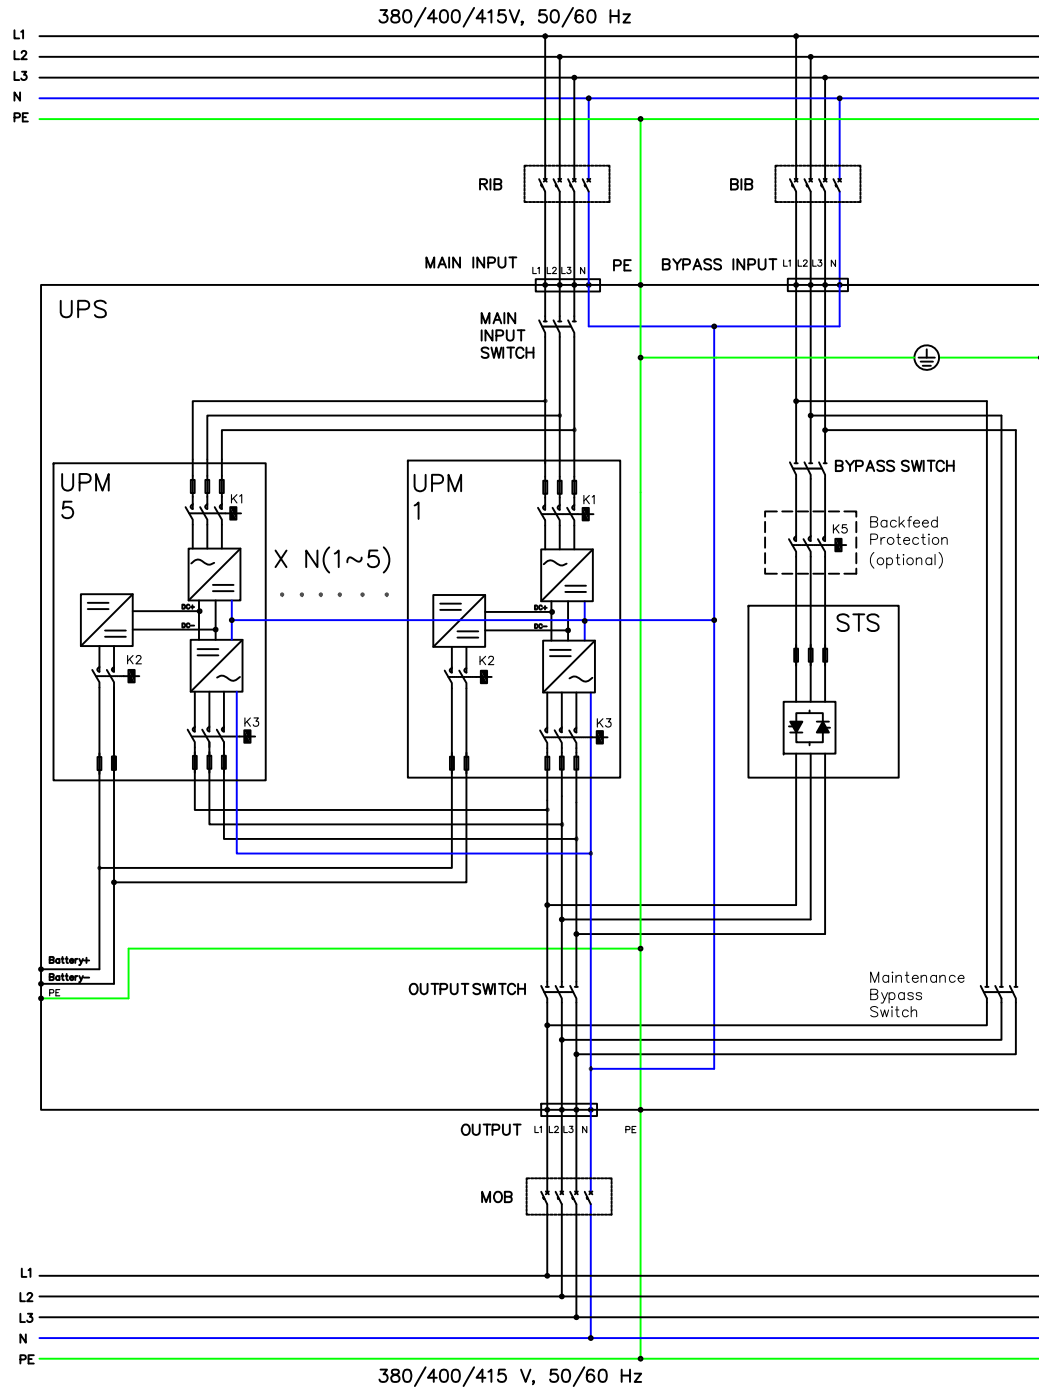 380/400/415V, 50/60 Hz
L1
L2
L3
N
PE
RIB
BIB
MAIN INPUT
L1 L2 L3 N
PE
BYPASS INPUT
L1 L2 L3 N
UPS
MAIN
INPUT
SWITCH
BYPASS SWITCH
UPM
5
K1
UPM
1
K1
X N(1~5)
. . . . . .
K5
Backfeed
Protection
(optional)
DC+
DC-
DC+
DC-
STS
K2
K2
K3
K3
Battery+
Battery-
PE
OUTPUT SWITCH
Maintenance
Bypass
Switch
OUTPUT
L1 L2 L3 N
PE
MOB
L1
L2
L3
N
PE
380/400/415 V, 50/60 Hz